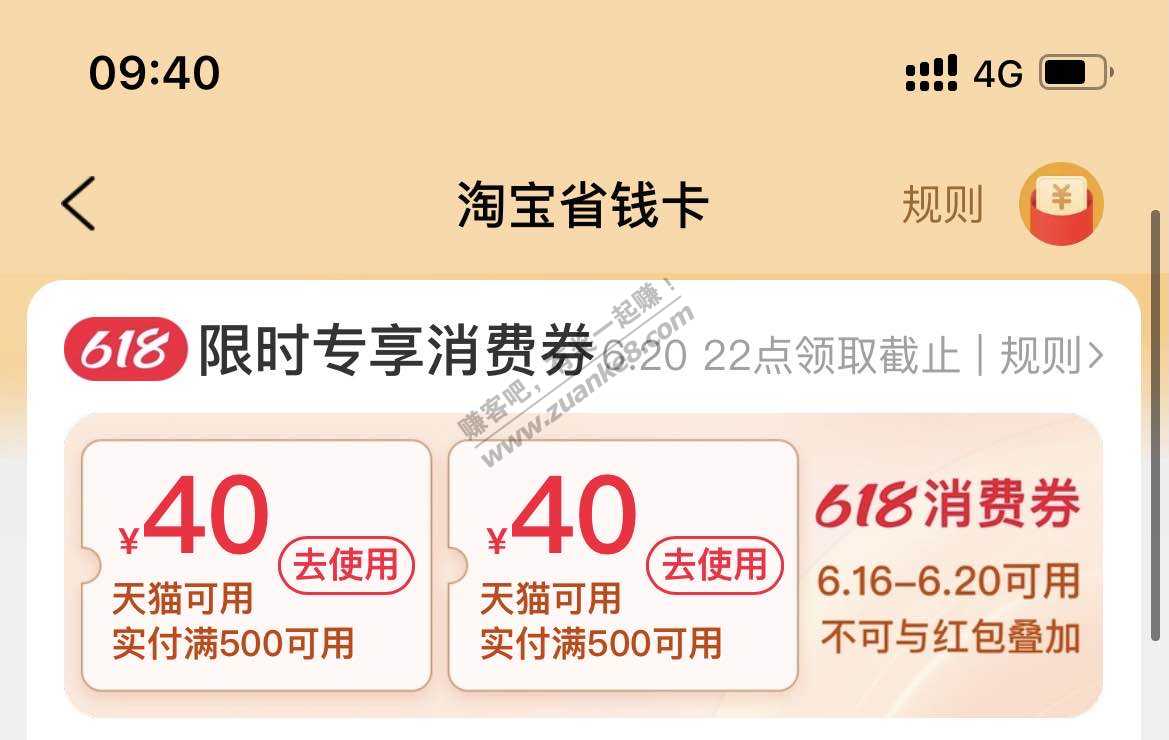 09:40
4G
淘宝省钱卡
规则
¥
618 限时专享消费券 6.20 22点领取截止 | 规则>
赚客吧，有奖一起赚！
www.zuanke8.com
¥40
去使用
天猫可用
实付满500可用
¥40
去使用
天猫可用
实付满500可用
618消费券
6.16-6.20可用
不可与红包叠加